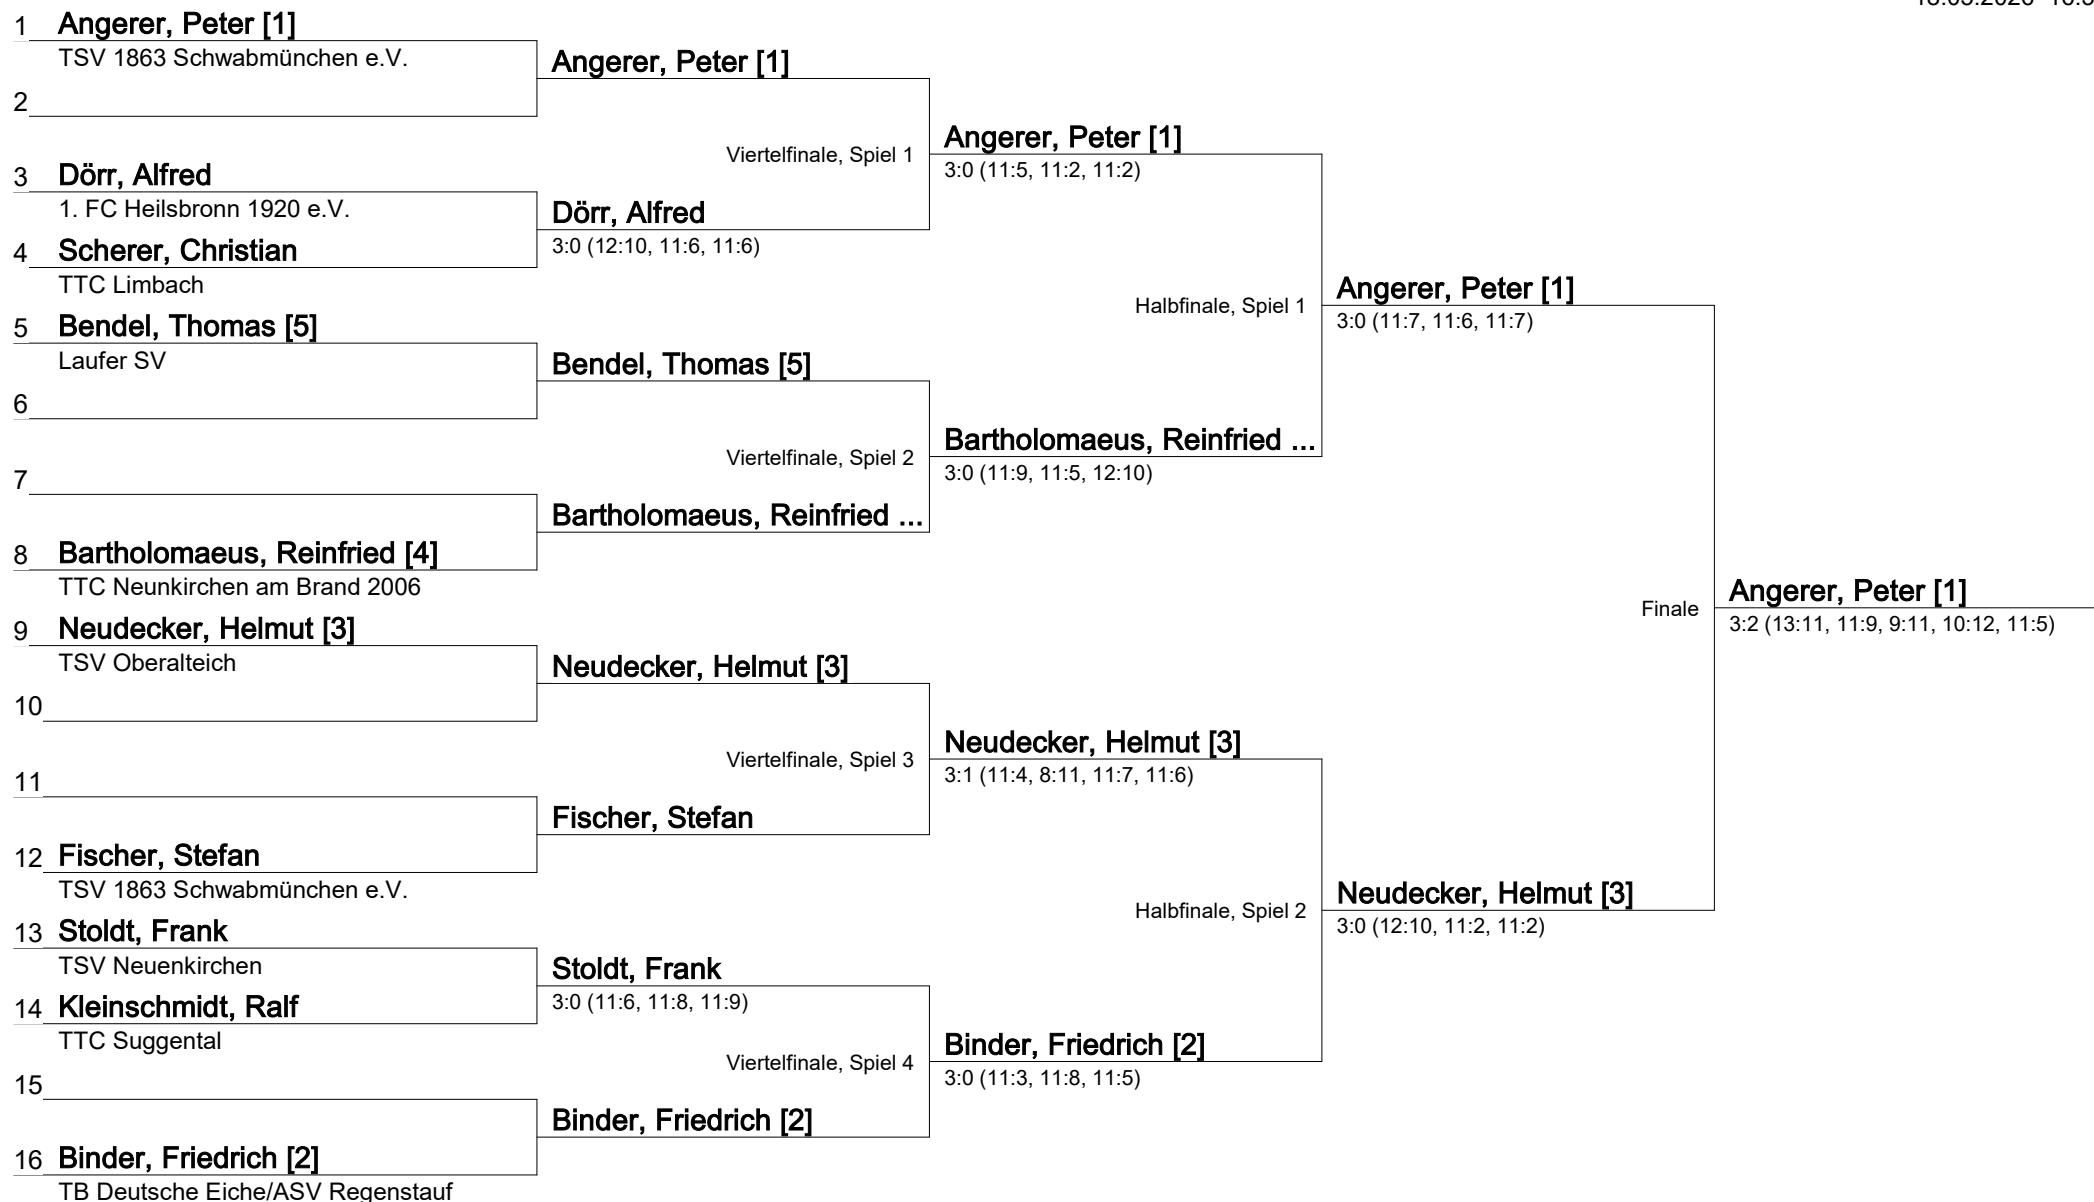 1 Angerer, Peter [1]
TSV 1863 Schwabmünchen e.V.
Angerer, Peter [1]
2
Viertelfinale, Spiel 1
Angerer, Peter [1]
3:0 (11:5, 11:2, 11:2)
3 Dörr, Alfred
1. FC Heilsbronn 1920 e.V.
Dörr, Alfred
3:0 (12:10, 11:6, 11:6)
4 Scherer, Christian
TTC Limbach
Halbfinale, Spiel 1
Angerer, Peter [1]
3:0 (11:7, 11:6, 11:7)
5 Bendel, Thomas [5]
Laufer SV
Bendel, Thomas [5]
6
Viertelfinale, Spiel 2
Bartholomaeus, Reinfried ...
3:0 (11:9, 11:5, 12:10)
7
Bartholomaeus, Reinfried ...
8 Bartholomaeus, Reinfried [4]
TTC Neunkirchen am Brand 2006
Finale
Angerer, Peter [1]
3:2 (13:11, 11:9, 9:11, 10:12, 11:5)
9 Neudecker, Helmut [3]
TSV Oberalteich
Neudecker, Helmut [3]
10
Viertelfinale, Spiel 3
Neudecker, Helmut [3]
3:1 (11:4, 8:11, 11:7, 11:6)
11
Fischer, Stefan
12 Fischer, Stefan
TSV 1863 Schwabmünchen e.V.
Halbfinale, Spiel 2
Neudecker, Helmut [3]
3:0 (12:10, 11:2, 11:2)
13 Stoldt, Frank
TSV Neuenkirchen
Stoldt, Frank
3:0 (11:6, 11:8, 11:9)
14 Kleinschmidt, Ralf
TTC Suggental
Viertelfinale, Spiel 4
Binder, Friedrich [2]
3:0 (11:3, 11:8, 11:5)
15
Binder, Friedrich [2]
16 Binder, Friedrich [2]
TB Deutsche Eiche/ASV Regenstauf